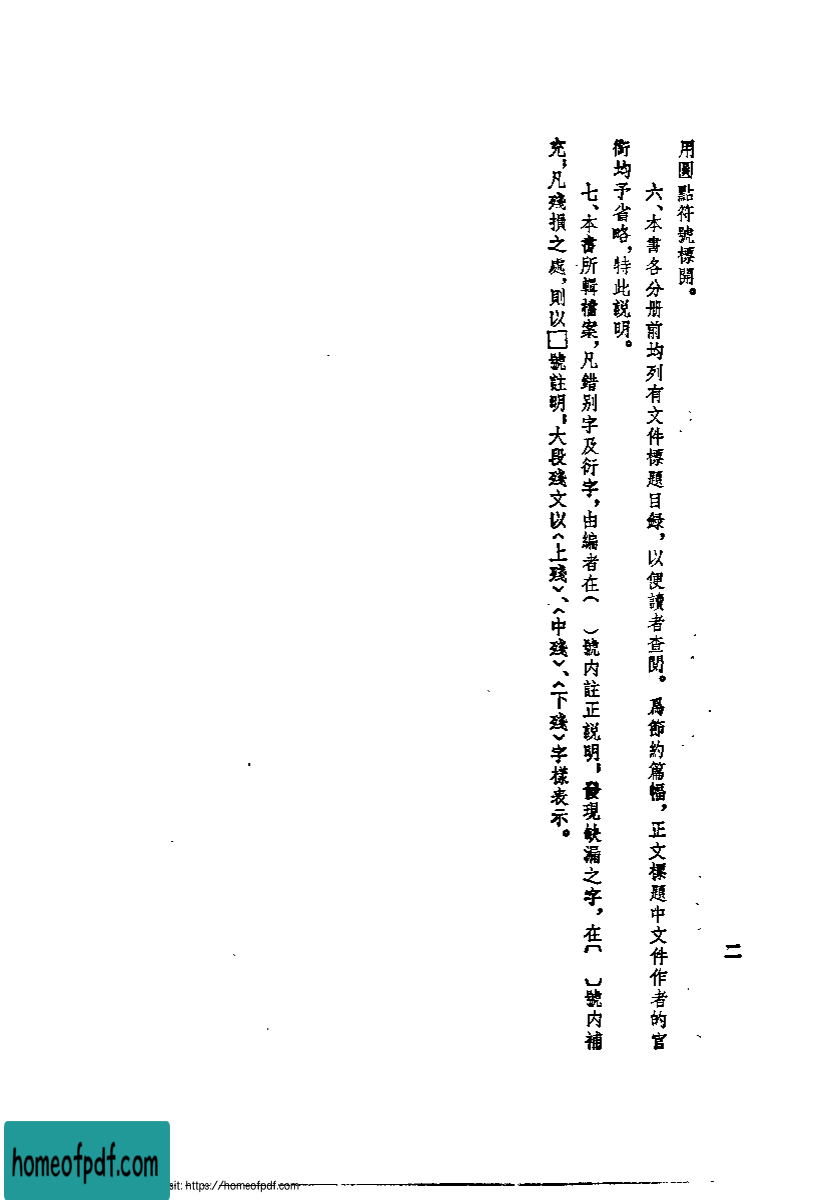 用圓點符號標開。
六、本書各分册前均列有文件標題目録，以便讀者查閱。爲節約篇幅，正文標題中文件作者的官
銜均予省略，特此説明。
七、本書所輯檔案，凡錯别字及衍字，由編者在（　）號内註正説明；發現缺漏之字，在〔　〕號内補
充，凡殘損之處，則以□號註明；大段殘文以〈上殘〉、〈中殘〉、〈下殘〉字樣表示。
二
homeofpdf.com
sit: https://homeofpdf.com